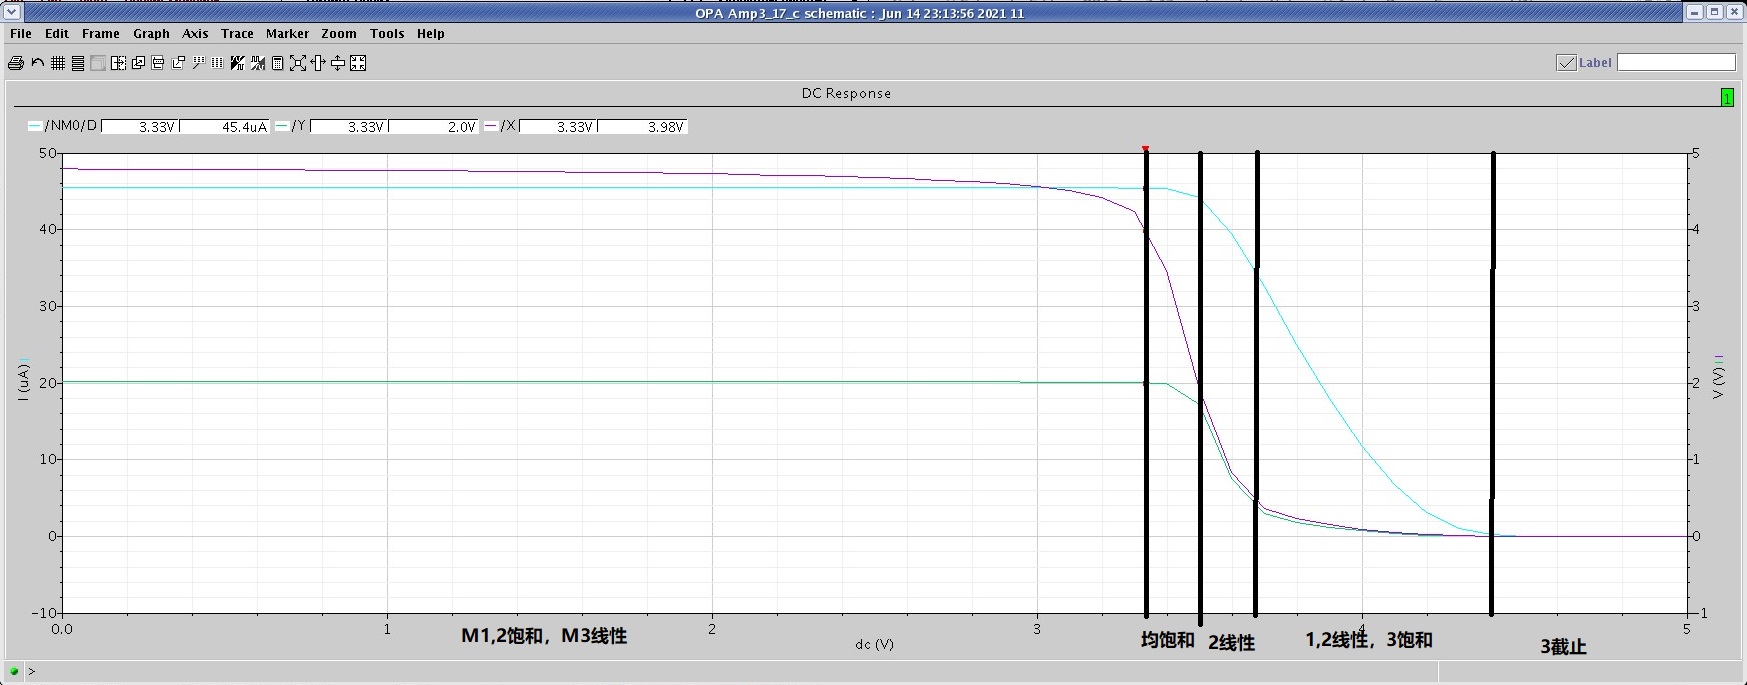 OPA Amp3_17_c schematic : Jun 14 23:13:56 2021 11
File Edit Frame Graph Axis Trace Marker Zoom Tools Help
Label
DC Response
1
/NM0/D 3.33V 45.4uA /Y 3.33V 2.0V /X 3.33V 3.98V
50 5
40 4
30 3
20 2
10 1
0 0
-10 -1
I (uA)
V (V)
0.0 1 2 3 4 5
dc (V)
M1,2饱和，M3线性
均饱和
2线性
1,2线性，3饱和
3截止
>